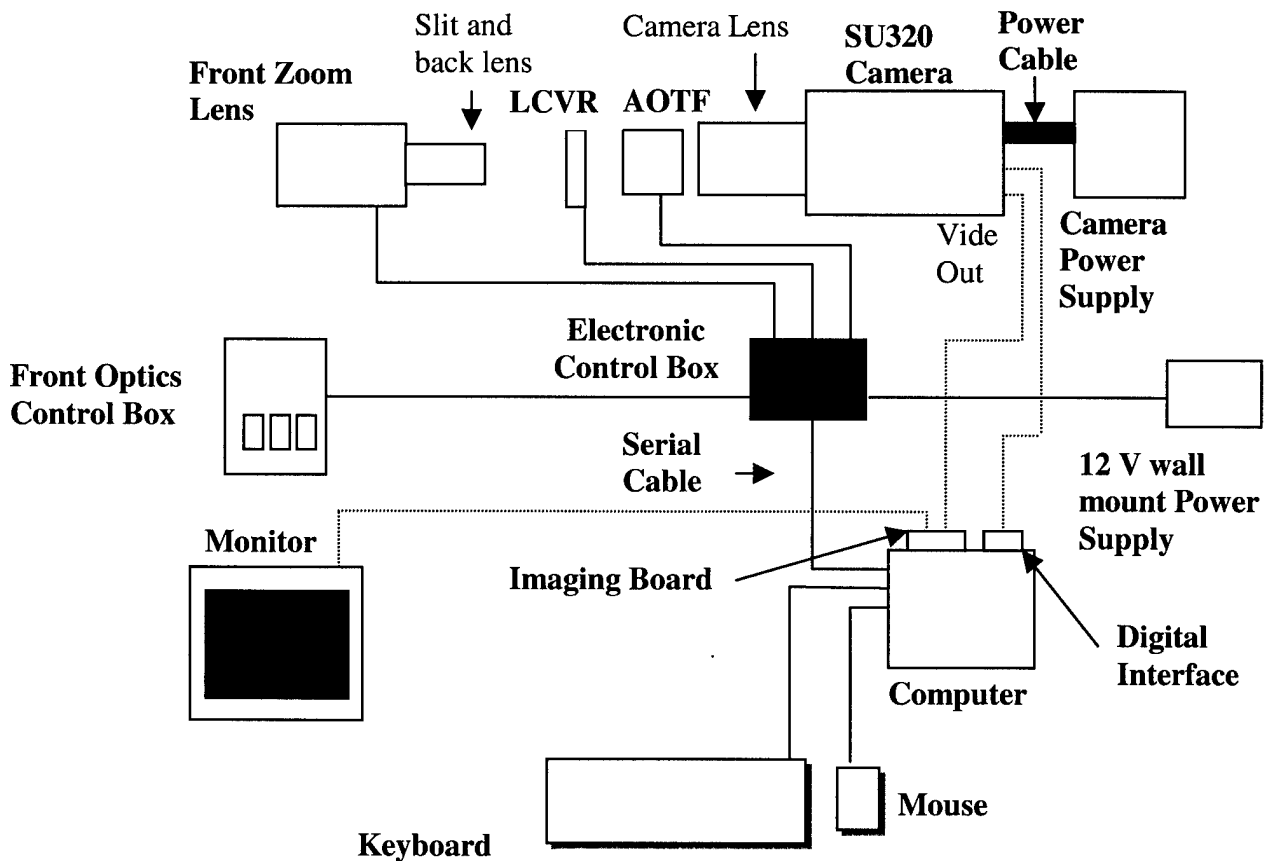 Slit and
back lens
Camera Lens
SU320
Camera
Power
Cable
Front Zoom
Lens
LCVR
AOTF
Vide
Out
Camera
Power
Supply
Electronic
Control Box
Front Optics
Control Box
Serial
Cable
12 V wall
mount Power
Supply
Monitor
Imaging Board
Digital
Interface
Computer
Mouse
Keyboard